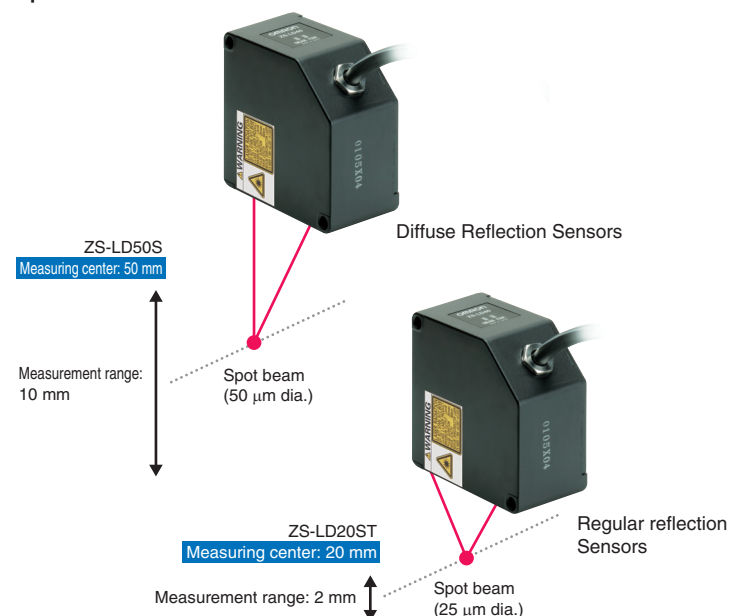 OMRON
⚠WARNING
0105X04
Diffuse Reflection Sensors
ZS-LD50S
Measuring center: 50 mm
Measurement range:
10 mm
Spot beam
(50 μm dia.)
OMRON
⚠WARNING
0105X04
ZS-LD20ST
Measuring center: 20 mm
Regular reflection
Sensors
Measurement range: 2 mm
Spot beam
(25 μm dia.)